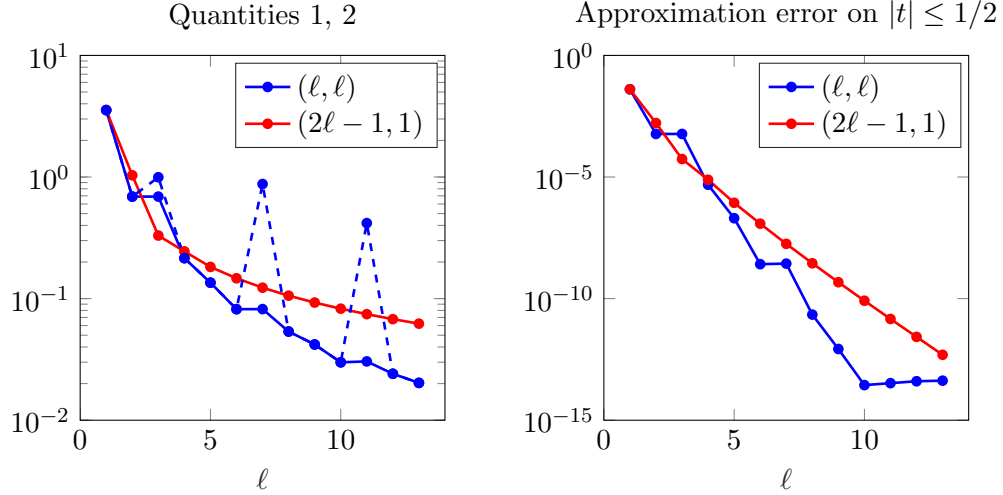 Quantities 1, 2
10^1
10^0
10^{-1}
10^{-2}
0
5
10
ℓ
(ℓ, ℓ)
(2ℓ − 1, 1)
Approximation error on |t| ≤ 1/2
10^0
10^{-5}
10^{-10}
10^{-15}
0
5
10
ℓ
(ℓ, ℓ)
(2ℓ − 1, 1)